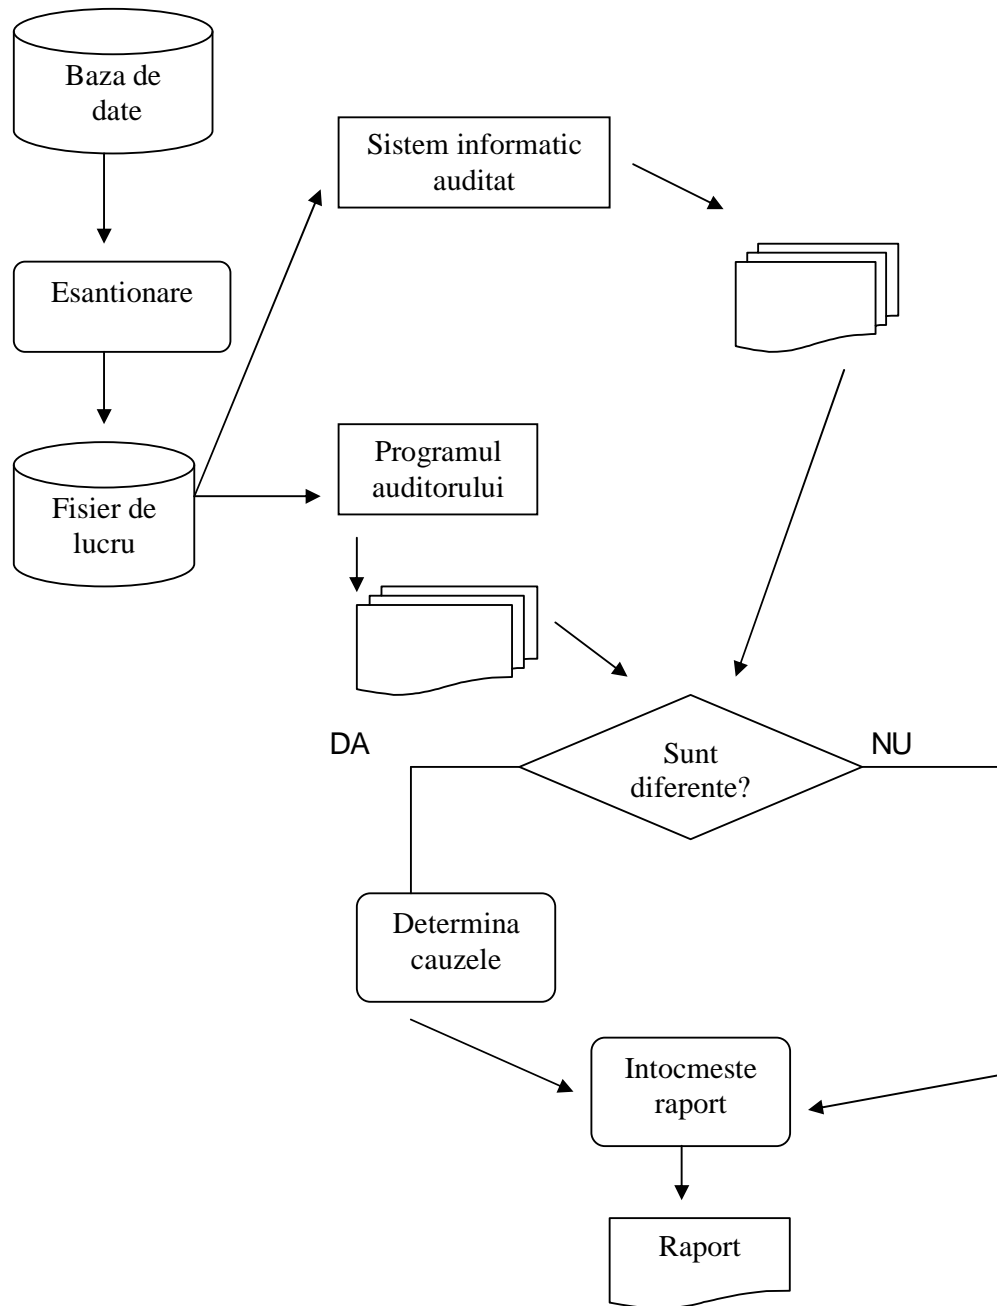 Baza de
date
Sistem informatic
auditat
Esantionare
Programul
auditorului
Fisier de
lucru
DA
NU
Sunt
diferente?
Determina
cauzele
Intocmeste
raport
Raport